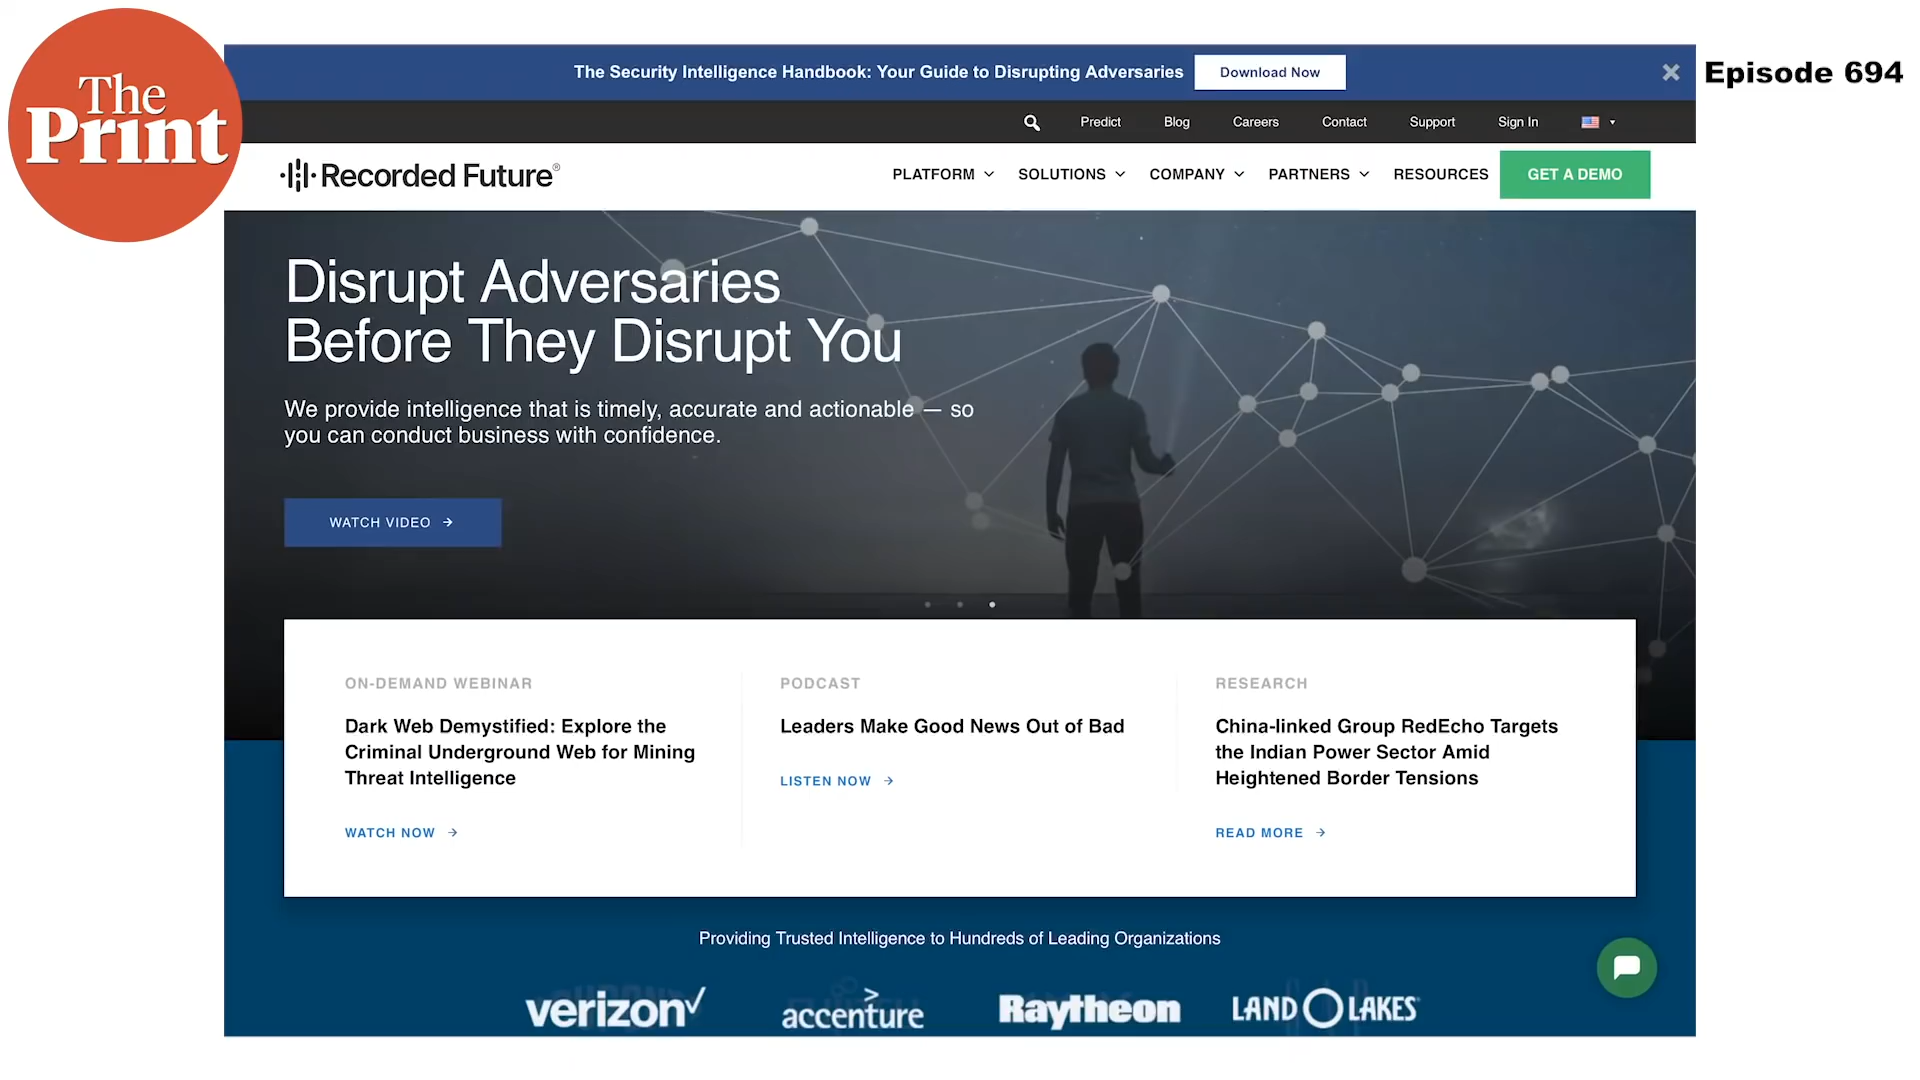 The
Print
Episode 694
The Security Intelligence Handbook: Your Guide to Disrupting Adversaries
Download Now
Predict Blog Careers Contact Support Sign In
Recorded Future®
PLATFORM SOLUTIONS COMPANY PARTNERS RESOURCES GET A DEMO
Disrupt Adversaries
Before They Disrupt You
We provide intelligence that is timely, accurate and actionable — so
you can conduct business with confidence.
WATCH VIDEO →
ON-DEMAND WEBINAR
Dark Web Demystified: Explore the
Criminal Underground Web for Mining
Threat Intelligence
WATCH NOW →
PODCAST
Leaders Make Good News Out of Bad
LISTEN NOW →
RESEARCH
China-linked Group RedEcho Targets
the Indian Power Sector Amid
Heightened Border Tensions
READ MORE →
Providing Trusted Intelligence to Hundreds of Leading Organizations
verizon✓ accenture Raytheon LAND O LAKES